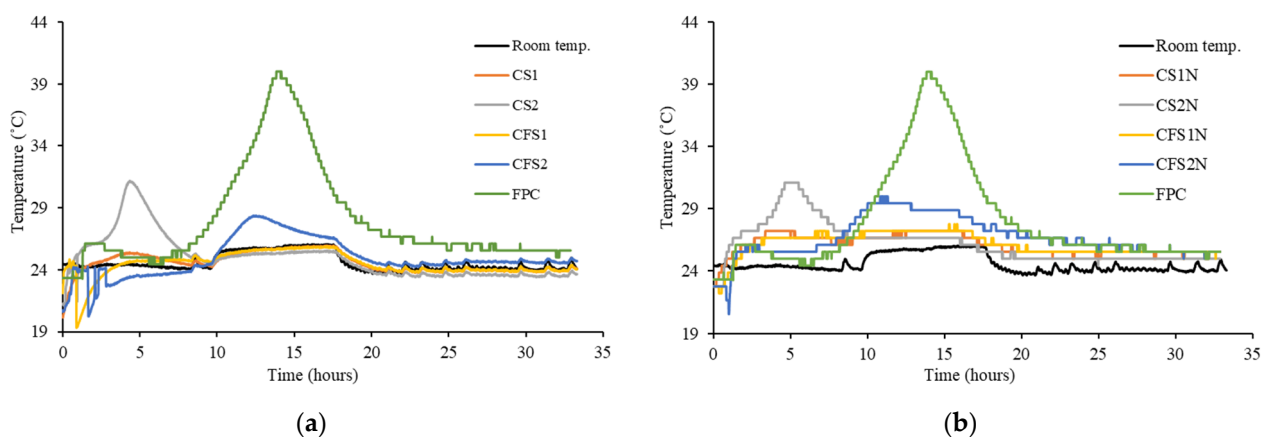 44
39
34
29
24
19
Temperature (˚C)
0 5 10 15 20 25 30 35
Time (hours)
Room temp.
CS1
CS2
CFS1
CFS2
FPC
(a)
44
39
34
29
24
19
Temperature (˚C)
0 5 10 15 20 25 30 35
Time (hours)
Room temp.
CS1N
CS2N
CFS1N
CFS2N
FPC
(b)